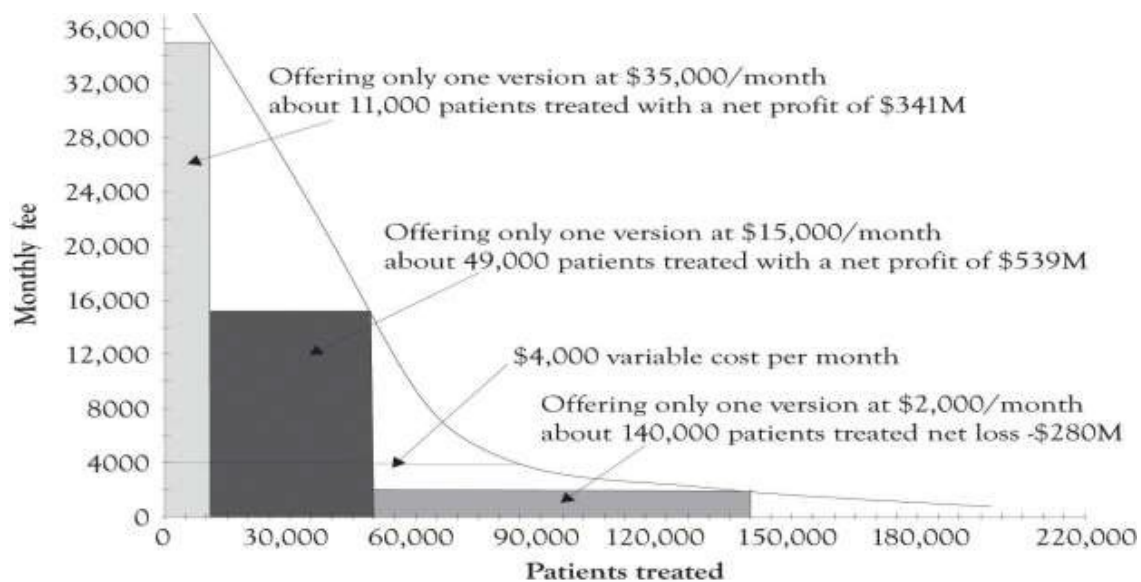 36,000
32,000
28,000
24,000
20,000
16,000
12,000
8000
4000
0
Monthly fee
Offering only one version at $35,000/month
about 11,000 patients treated with a net profit of $341M
Offering only one version at $15,000/month
about 49,000 patients treated with a net profit of $539M
$4,000 variable cost per month
Offering only one version at $2,000/month
about 140,000 patients treated net loss -$280M
0 30,000 60,000 90,000 120,000 150,000 180,000 220,000
Patients treated